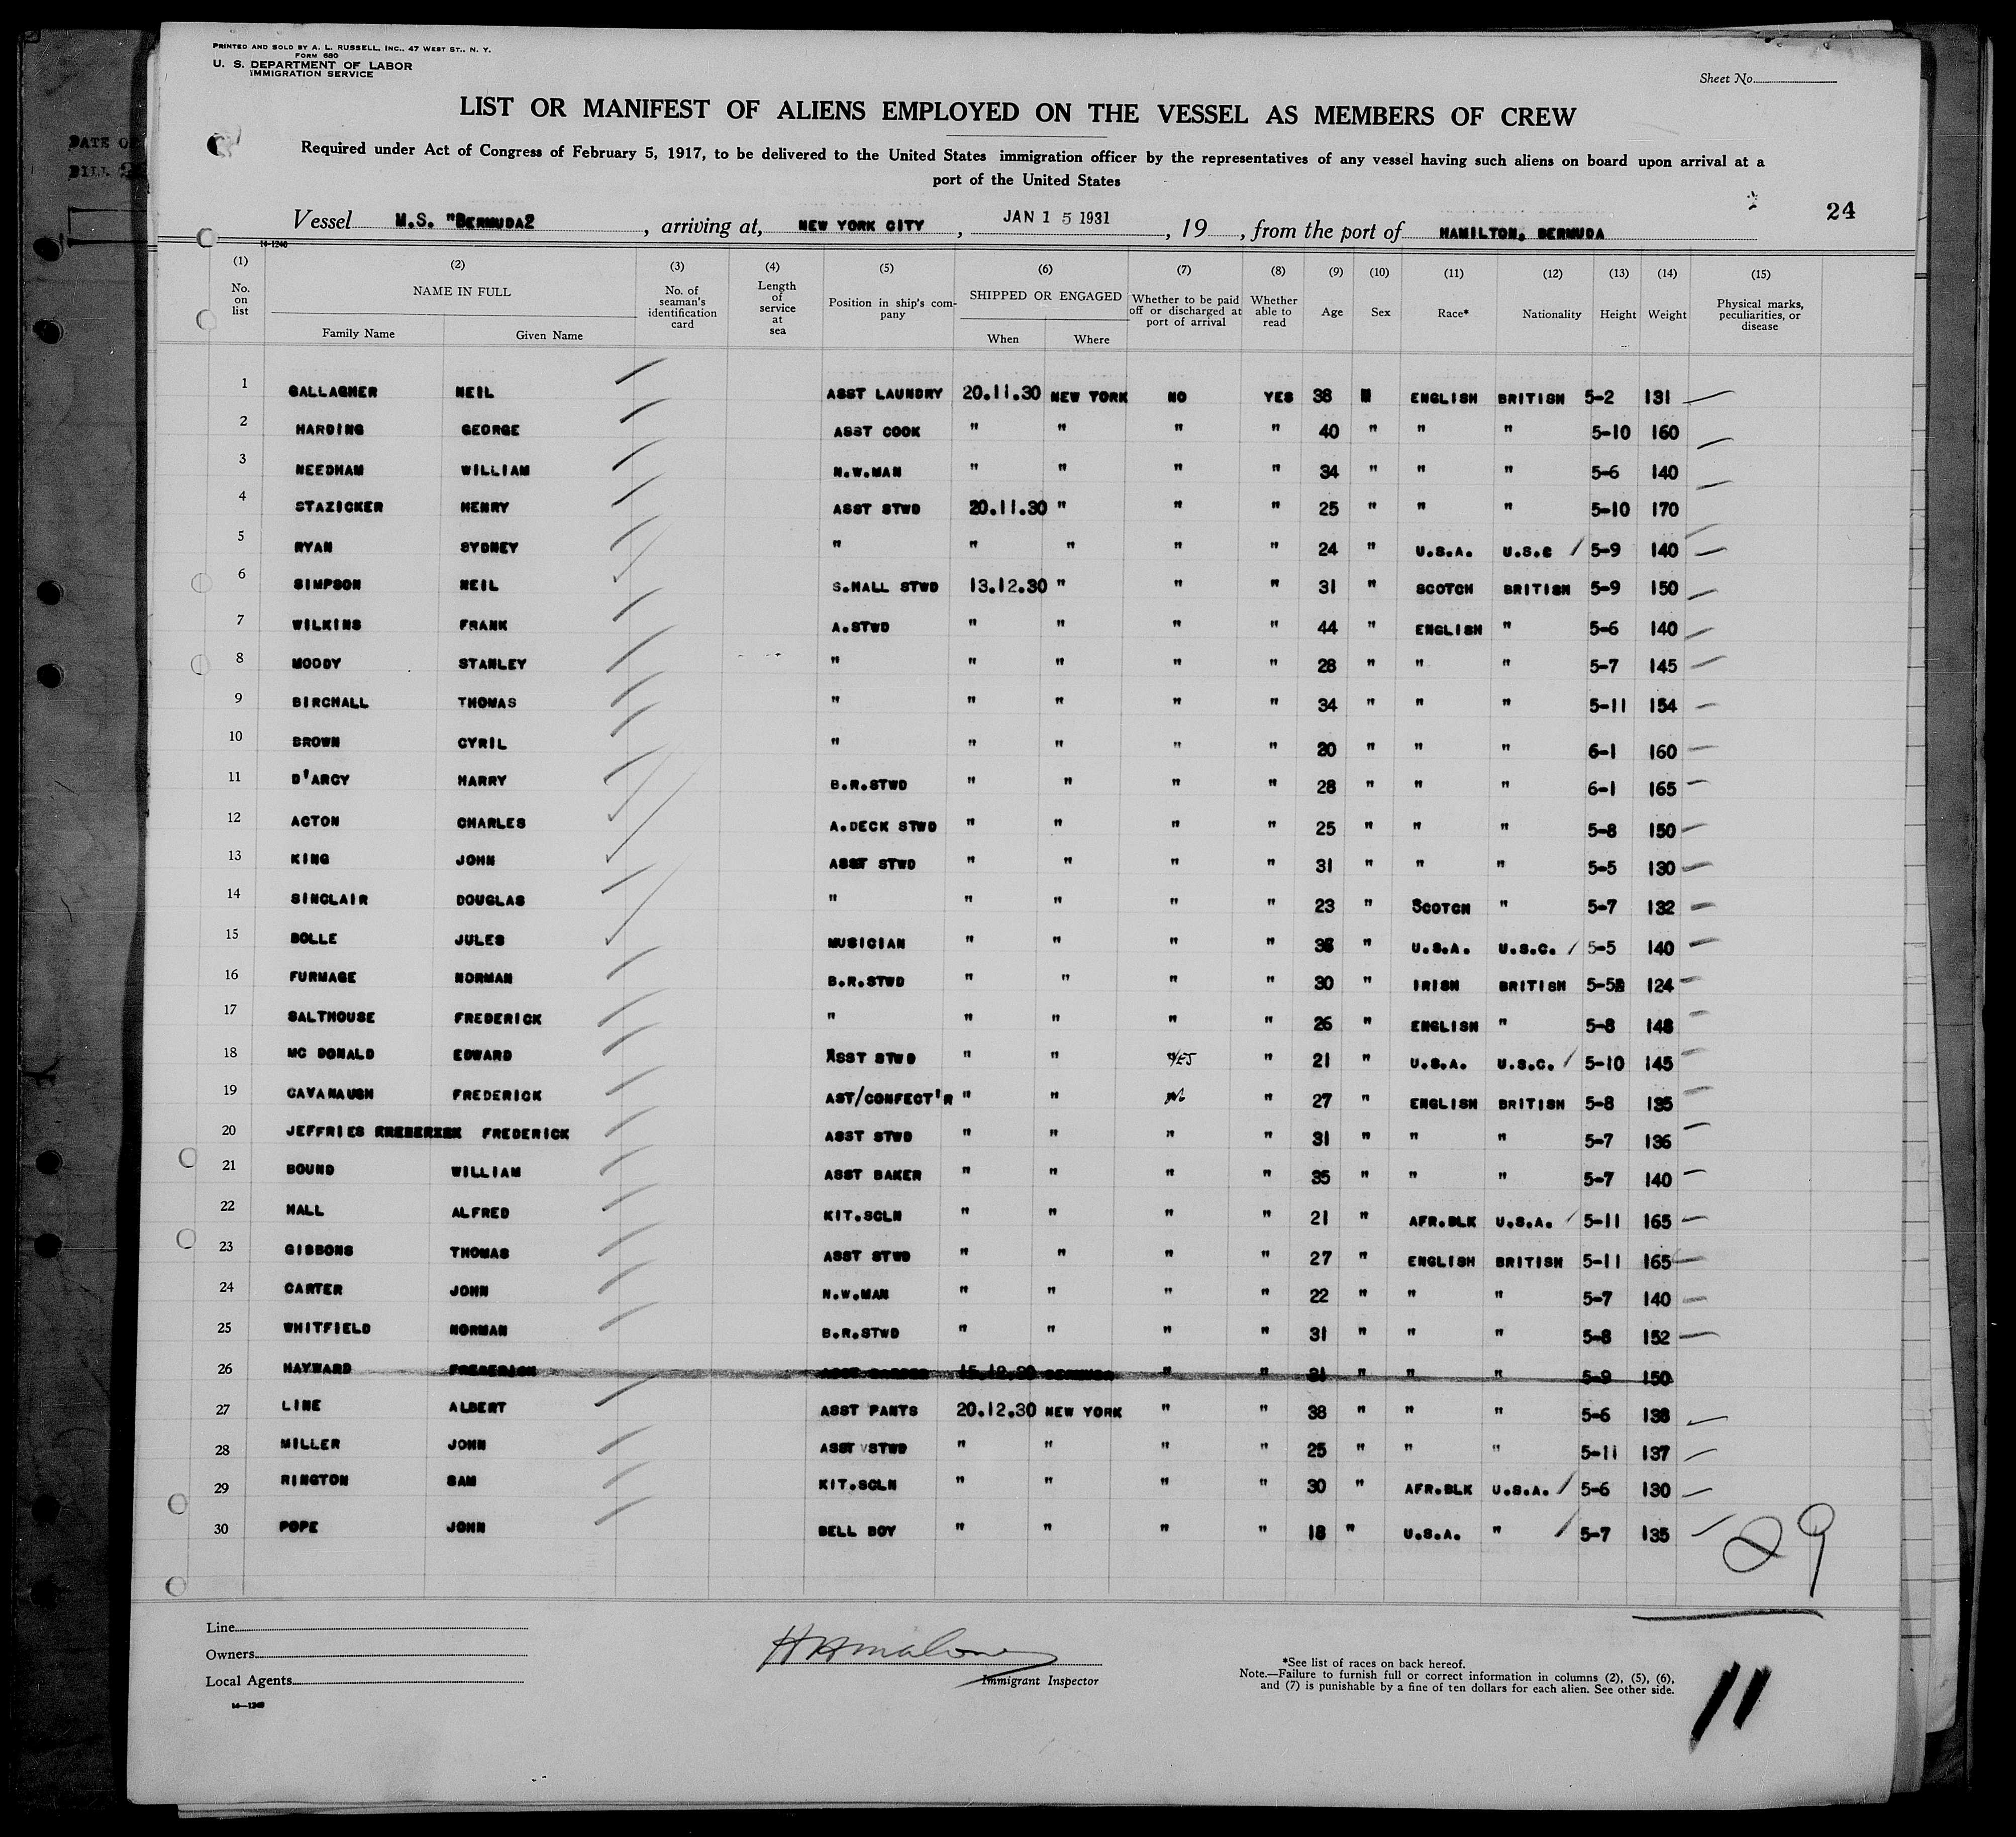 PRINTED AND SOLD BY A. L. RUSSELL, INC., 47 WEST ST., N. Y.
FORM 680
U. S. DEPARTMENT OF LABOR
IMMIGRATION SERVICE
Sheet No.
LIST OR MANIFEST OF ALIENS EMPLOYED ON THE VESSEL AS MEMBERS OF CREW
Required under Act of Congress of February 5, 1917, to be delivered to the United States immigration officer by the representatives of any vessel having such aliens on board upon arrival at a
port of the United States
DATE OF
BILL
24
Vessel M.S. "BERMUDA2 , arriving at, NEW YORK CITY , JAN 1 5 1931 , 19 , from the port of HAMILTON, BERMUDA
14-1240
(1) (2) (3) (4) (5) (6) (7) (8) (9) (10) (11) (12) (13) (14) (15)
No. on list NAME IN FULL Family Name Given Name No. of seaman's identification card Length of service at sea Position in ship's company SHIPPED OR ENGAGED When Where Whether to be paid off or discharged at port of arrival Whether able to read Age Sex Race* Nationality Height Weight Physical marks, peculiarities, or disease
1 GALLAGHER NEIL ASST LAUNDRY 20.11.30 NEW YORK NO YES 38 M ENGLISH BRITISH 5-2 131
2 HARDING GEORGE ASST COOK " " " " 40 " " " 5-10 160
3 NEEDHAM WILLIAM N.W.MAN " " " " 34 " " " 5-6 140
4 STAZICKER HENRY ASST STWD 20.11.30 " " " 25 " " " 5-10 170
5 RYAN SYDNEY " " " " " 24 " U.S.A. U.S.C 5-9 140
6 SIMPSON NEIL S.HALL STWD 13.12.30 " " " 31 " SCOTCH BRITISH 5-9 150
7 WILKINS FRANK A.STWD " " " " 44 " ENGLISH " 5-6 140
8 MOODY STANLEY " " " " " 28 " " " 5-7 145
9 BIRCHALL THOMAS " " " " " 34 " " " 5-11 154
10 BROWN CYRIL " " " " " 20 " " " 6-1 160
11 D'ARCY HARRY B.R.STWD " " " " 28 " " " 6-1 165
12 ACTON CHARLES A.DECK STWD " " " " 25 " " " 5-8 150
13 KING JOHN ASST STWD " " " " 31 " " " 5-5 130
14 SINCLAIR DOUGLAS " " " " " 23 " SCOTCH " 5-7 132
15 BOLLE JULES MUSICIAN " " " " " U.S.A. U.S.C. 5-5 140
16 FURMAGE NORMAN B.R.STWD " " " " 30 " IRISH BRITISH 5-5 124
17 SALTHOUSE FREDERICK " " " " " 26 " ENGLISH " 5-8 148
18 MC DONALD EDWARD ASST STWD " " YES " 21 " U.S.A. U.S.C. 5-10 145
19 CAVANAUGH FREDERICK AST/CONFECT'R " " No " 27 " ENGLISH BRITISH 5-8 135
20 JEFFRIES FREDERICK ASST STWD " " " " 31 " " " 5-7 136
21 BOUND WILLIAM ASST BAKER " " " " 35 " " " 5-7 140
22 HALL ALFRED KIT.SCLN " " " " 21 " AFR.BLK U.S.A. 5-11 165
23 GIBBONS THOMAS ASST STWD " " " " 27 " ENGLISH BRITISH 5-11 165
24 CARTER JOHN N.W.MAN " " " " 22 " " " 5-7 140
25 WHITFIELD NORMAN B.R.STWD " " " " 31 " " " 5-8 152
26 HAYWARD FREDERICK ASST BARBER 15.12.30 BERMUDA " " 21 " " " 5-9 150
27 LINE ALBERT ASST PANTS 20.12.30 NEW YORK " " 38 " " " 5-6 138
28 MILLER JOHN ASST STWD " " " " 25 " " " 5-11 137
29 RINGTON SAM KIT.SCLN " " " " 30 " AFR.BLK U.S.A. 5-6 130
30 POPE JOHN BELL BOY " " " " 18 " U.S.A. " 5-7 135
29
Line
Owners
Local Agents
14-1240
Immigrant Inspector
*See list of races on back hereof.
Note.—Failure to furnish full or correct information in columns (2), (5), (6),
and (7) is punishable by a fine of ten dollars for each alien. See other side.
11